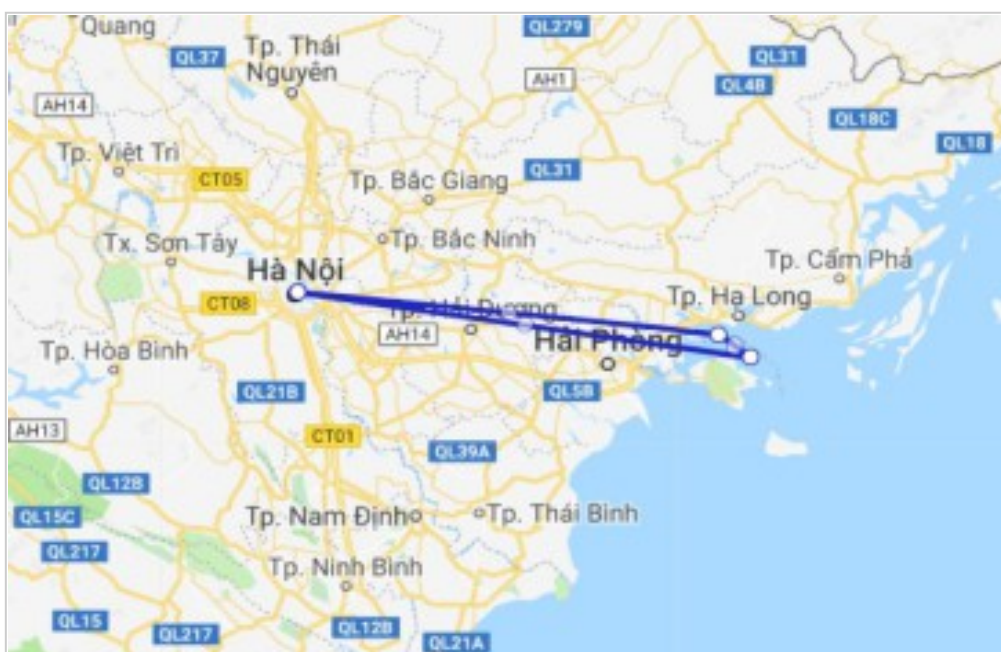 Quang
QL279
QL31
Tp. Thái
Nguyên
QL37
AH1
QL4B
AH14
QL18C
QL18
Tp. Việt Trì
CT05
Tp. Bắc Giang
QL31
Tx. Sơn Tây
Tp. Bắc Ninh
Hà Nội
Tp. Cẩm Phả
CT08
Tp. Hải Dương
Tp. Hạ Long
AH14
Hải Phòng
Tp. Hòa Bình
QL21B
QL5B
AH13
CT01
QL39A
QL12B
QL15C
Tp. Nam Định
Tp. Thái Bình
QL217
Tp. Ninh Bình
QL15
QL217
QL12B
QL21A